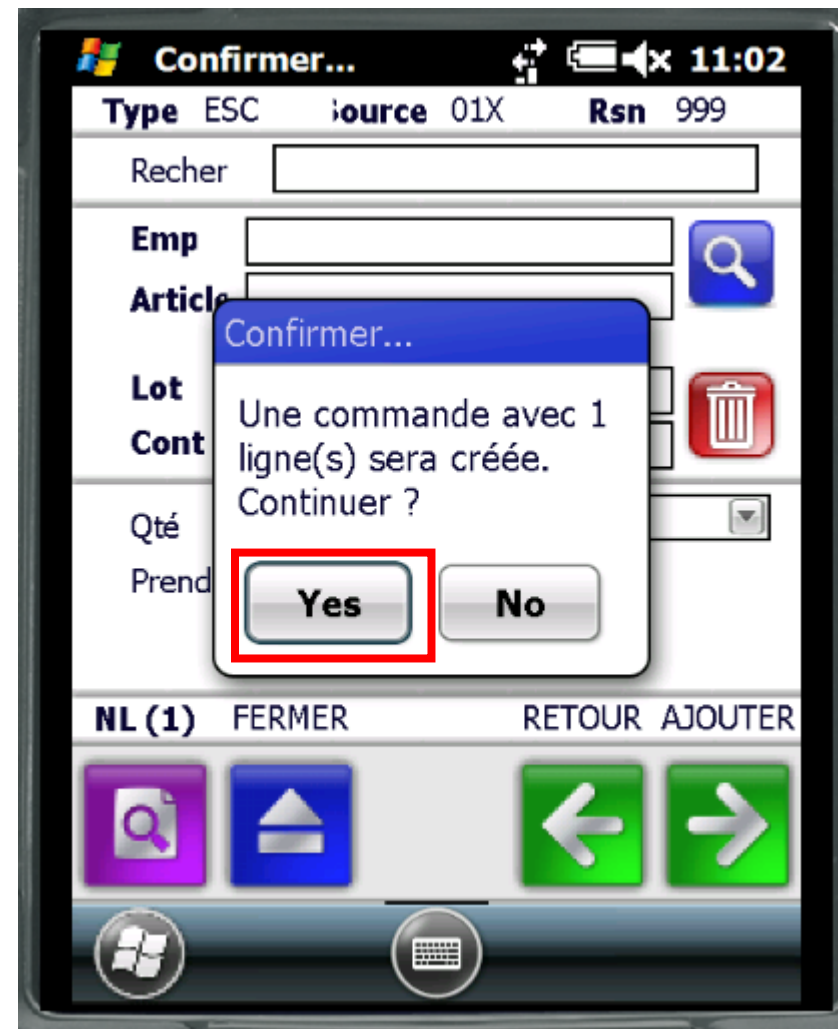 Confirmer... 11:02
Type ESC ource 01X Rsn 999
Recher
Emp
Article
Confirmer...
Lot
Une commande avec 1
Cont
ligne(s) sera créée.
Continuer ?
Qté
Prend
Yes No
NL (1) FERMER RETOUR AJOUTER